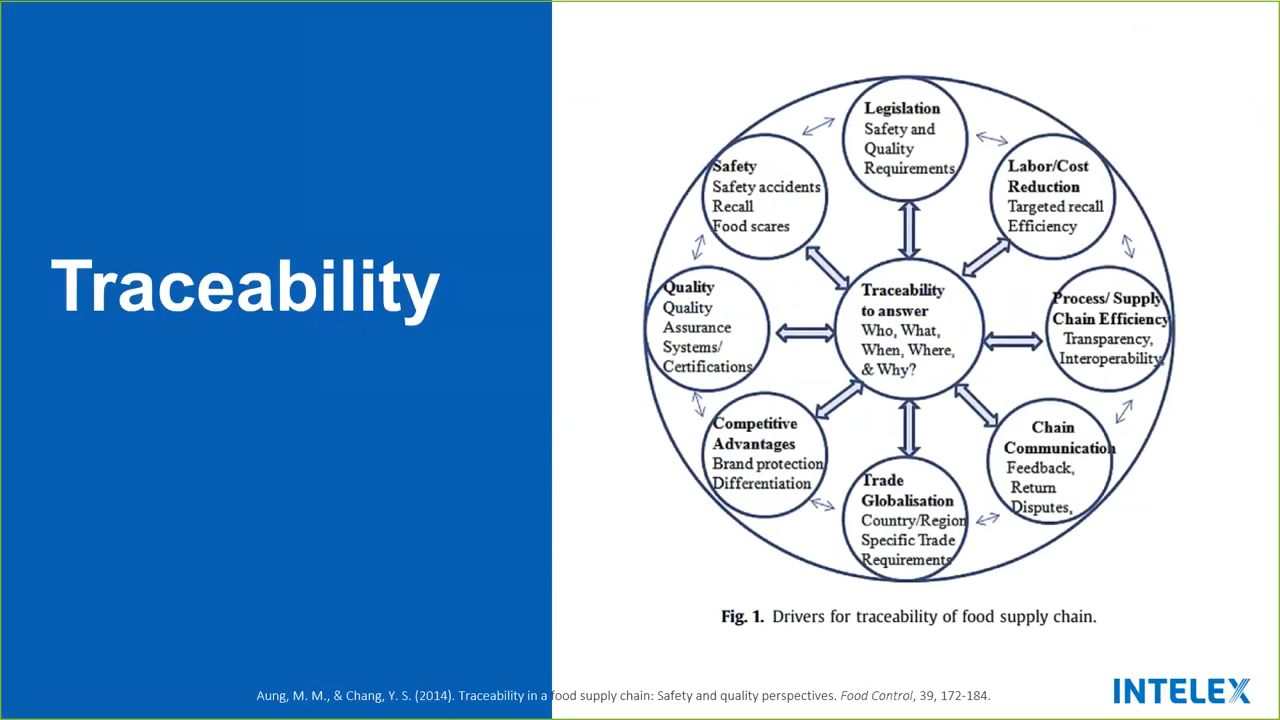 Traceability
Legislation
Safety and
Quality
Requirements
Labor/Cost
Reduction
Targeted recall
Efficiency
Process/ Supply
Chain Efficiency
Transparency,
Interoperability
Chain
Communication
Feedback,
Return
Disputes,
Trade
Globalisation
Country/Region
Specific Trade
Requirements
Competitive
Advantages
Brand protection
Differentiation
Quality
Quality
Assurance
Systems/
Certifications
Safety
Safety accidents
Recall
Food scares
Traceability
to answer
Who, What,
When, Where,
& Why?
Fig. 1. Drivers for traceability of food supply chain.
Aung, M. M., & Chang, Y. S. (2014). Traceability in a food supply chain: Safety and quality perspectives. Food Control, 39, 172-184.
INTELEX